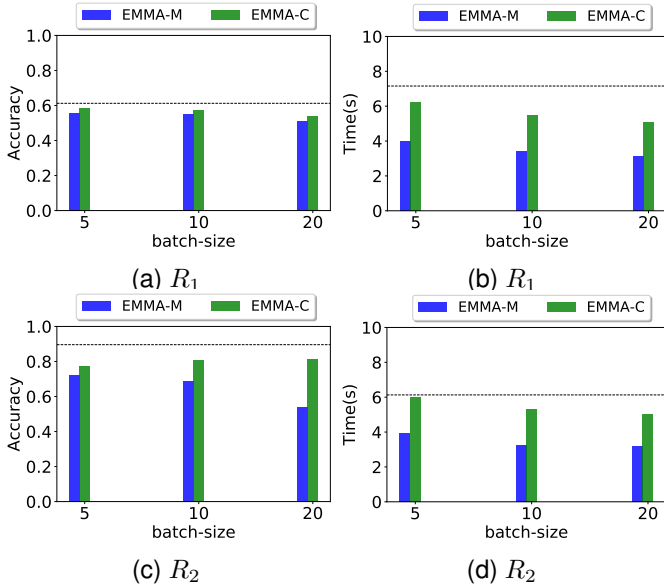 EMMA-M EMMA-C
1.0
0.8
0.6
0.4
0.2
0.0
Accuracy
5 10 20
batch-size
(a) R₁
EMMA-M EMMA-C
10
8
6
4
2
0
Time(s)
5 10 20
batch-size
(b) R₁
EMMA-M EMMA-C
1.0
0.8
0.6
0.4
0.2
0.0
Accuracy
5 10 20
batch-size
(c) R₂
EMMA-M EMMA-C
10
8
6
4
2
0
Time(s)
5 10 20
batch-size
(d) R₂